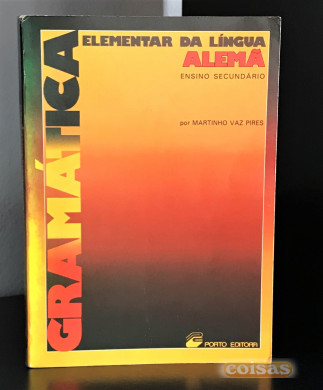 GRAMÁTICA
ELEMENTAR DA LÍNGUA
ALEMÃ
ENSINO SECUNDÁRIO
por MARTINHO VAZ PIRES
PORTO EDITORA
coisas